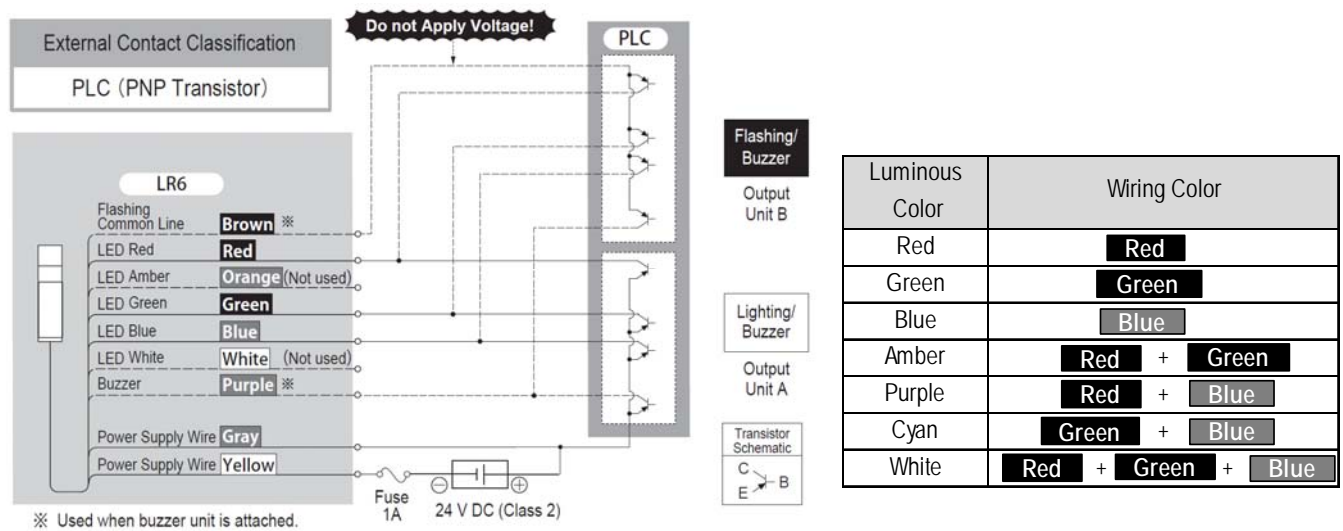 External Contact Classification
PLC (PNP Transistor)
Do not Apply Voltage!
PLC
LR6
Flashing
Common Line Brown ※
LED Red Red
LED Amber Orange (Not used)
LED Green Green
LED Blue Blue
LED White White (Not used)
Buzzer Purple ※
Power Supply Wire Gray
Power Supply Wire Yellow
Fuse
1A
⊖ ⊕
24 V DC (Class 2)
※ Used when buzzer unit is attached.
Flashing/
Buzzer
Output
Unit B
Lighting/
Buzzer
Output
Unit A
Transistor
Schematic
C
B
E
Luminous
Color
Wiring Color
Red Red
Green Green
Blue Blue
Amber Red + Green
Purple Red + Blue
Cyan Green + Blue
White Red + Green + Blue